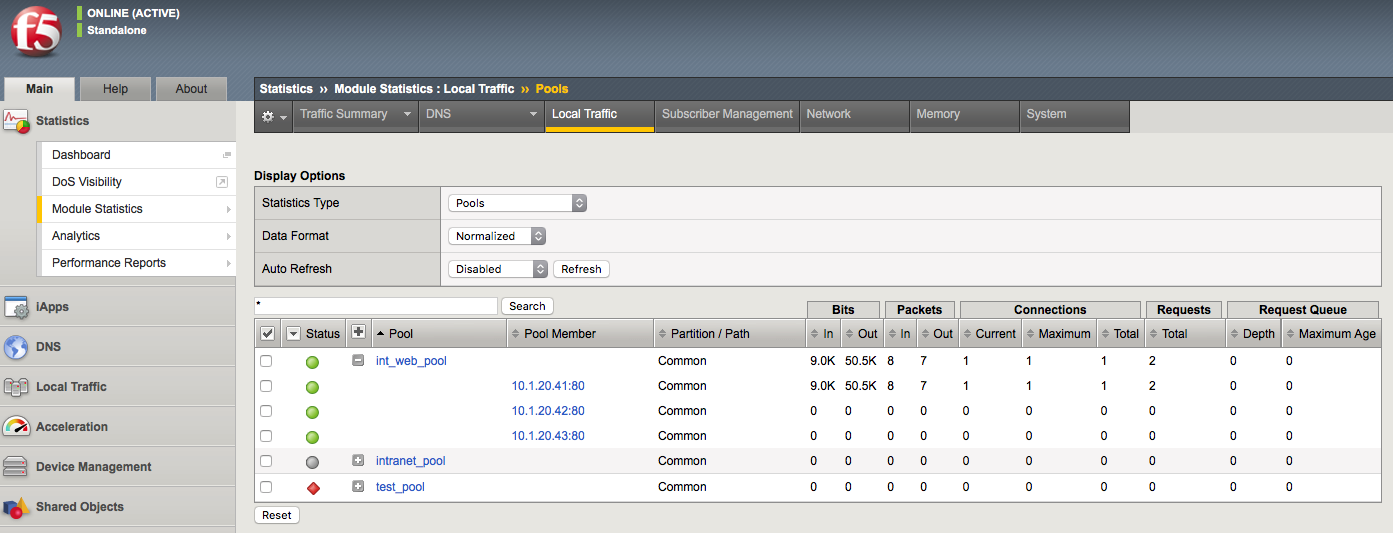 f5
ONLINE (ACTIVE)
Standalone
Main Help About
Statistics
Dashboard
DoS Visibility
Module Statistics
Analytics
Performance Reports
iApps
DNS
Local Traffic
Acceleration
Device Management
Shared Objects
Statistics ›› Module Statistics : Local Traffic ›› Pools
Traffic Summary DNS Local Traffic Subscriber Management Network Memory System
Display Options
Statistics Type Pools
Data Format Normalized
Auto Refresh Disabled Refresh
* Search
Bits Packets Connections Requests Request Queue
Status Pool Pool Member Partition / Path In Out In Out Current Maximum Total Total Depth Maximum Age
int_web_pool Common 9.0K 50.5K 8 7 1 1 1 2 0 0
10.1.20.41:80 Common 9.0K 50.5K 8 7 1 1 1 2 0 0
10.1.20.42:80 Common 0 0 0 0 0 0 0 0 0 0
10.1.20.43:80 Common 0 0 0 0 0 0 0 0 0 0
intranet_pool Common 0 0 0 0 0 0 0 0 0 0
test_pool Common 0 0 0 0 0 0 0 0 0 0
Reset